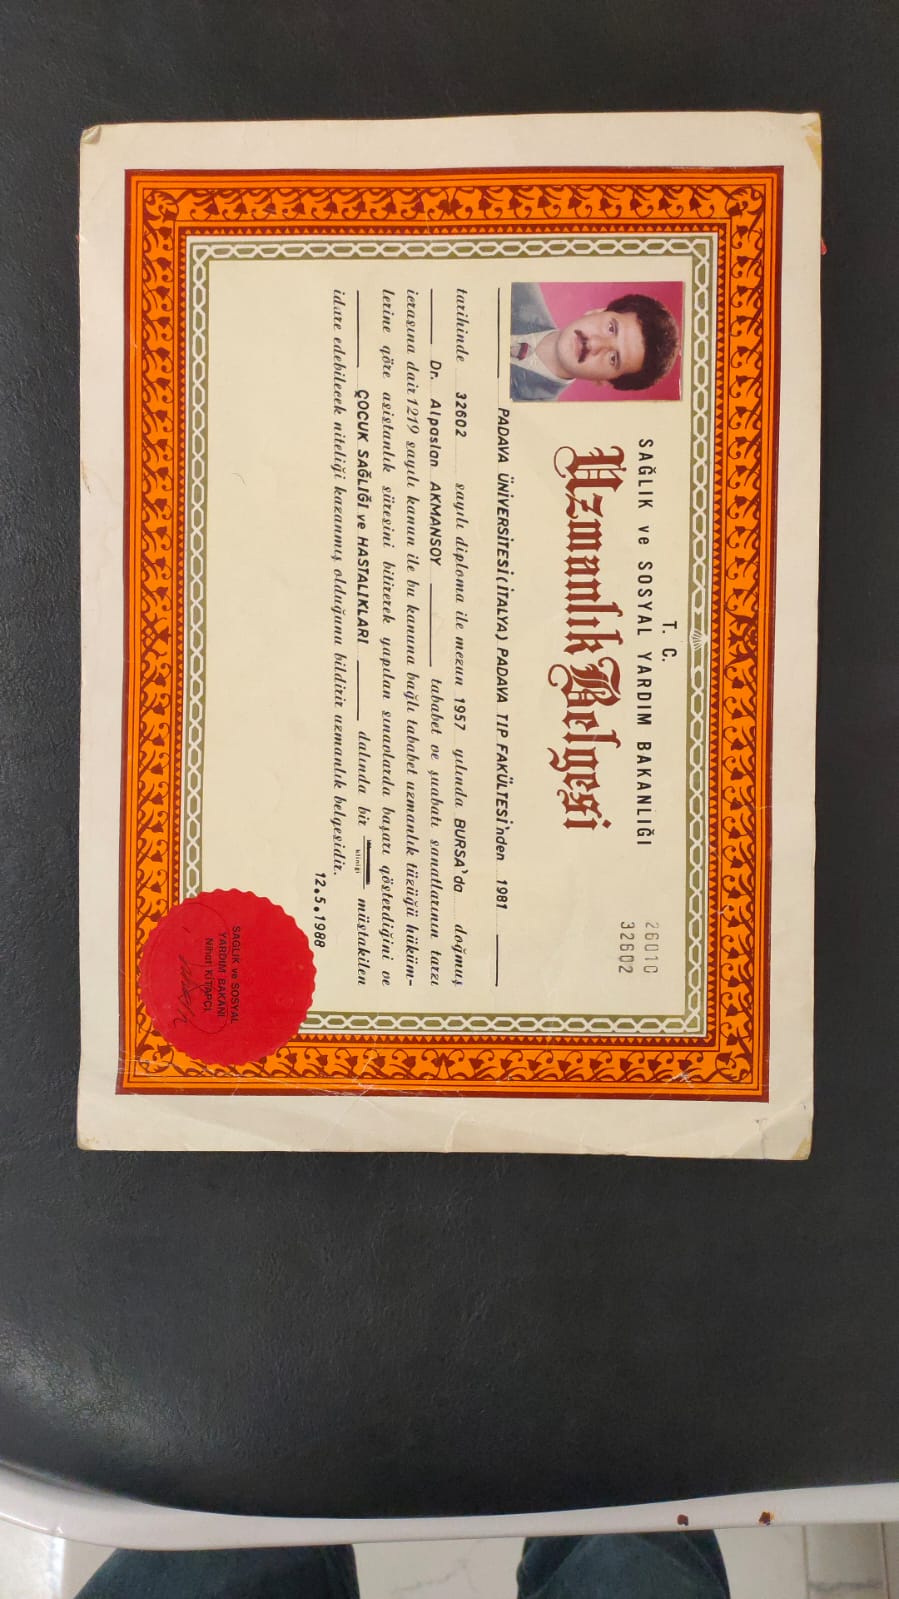 T. C.
SAĞLIK ve SOSYAL YARDIM BAKANLIĞI
Uzmanlık Belgesi
26010
32602
PADAVA ÜNİVERSİTESİ(İTALYA) PADAVA TIP FAKÜLTESİ'nden 1981
tarihinde 32602 sayılı diploma ile mezun 1957 yılında BURSA'da doğmuş
Dr. Alpaslan AKMANSOY tababet ve şuabatı sanatlarının tarzı
icrasına dair 1219 sayılı kanun ile bu kanuna bağlı tababet uzmanlık tüzüğü hüküm-
lerine göre asistanlık süresini bitirerek yapılan sınavlarda başarı gösterdiğini ve
ÇOCUK SAĞLIĞI ve HASTALIKLARI dalında bir müstakilen
kliniği
idare edebilecek niteliği kazanmış olduğunu bildirir uzmanlık belgesidir.
12.5.1988
SAĞLIK ve SOSYAL
YARDIM BAKANI
Nihat KİTAPÇI